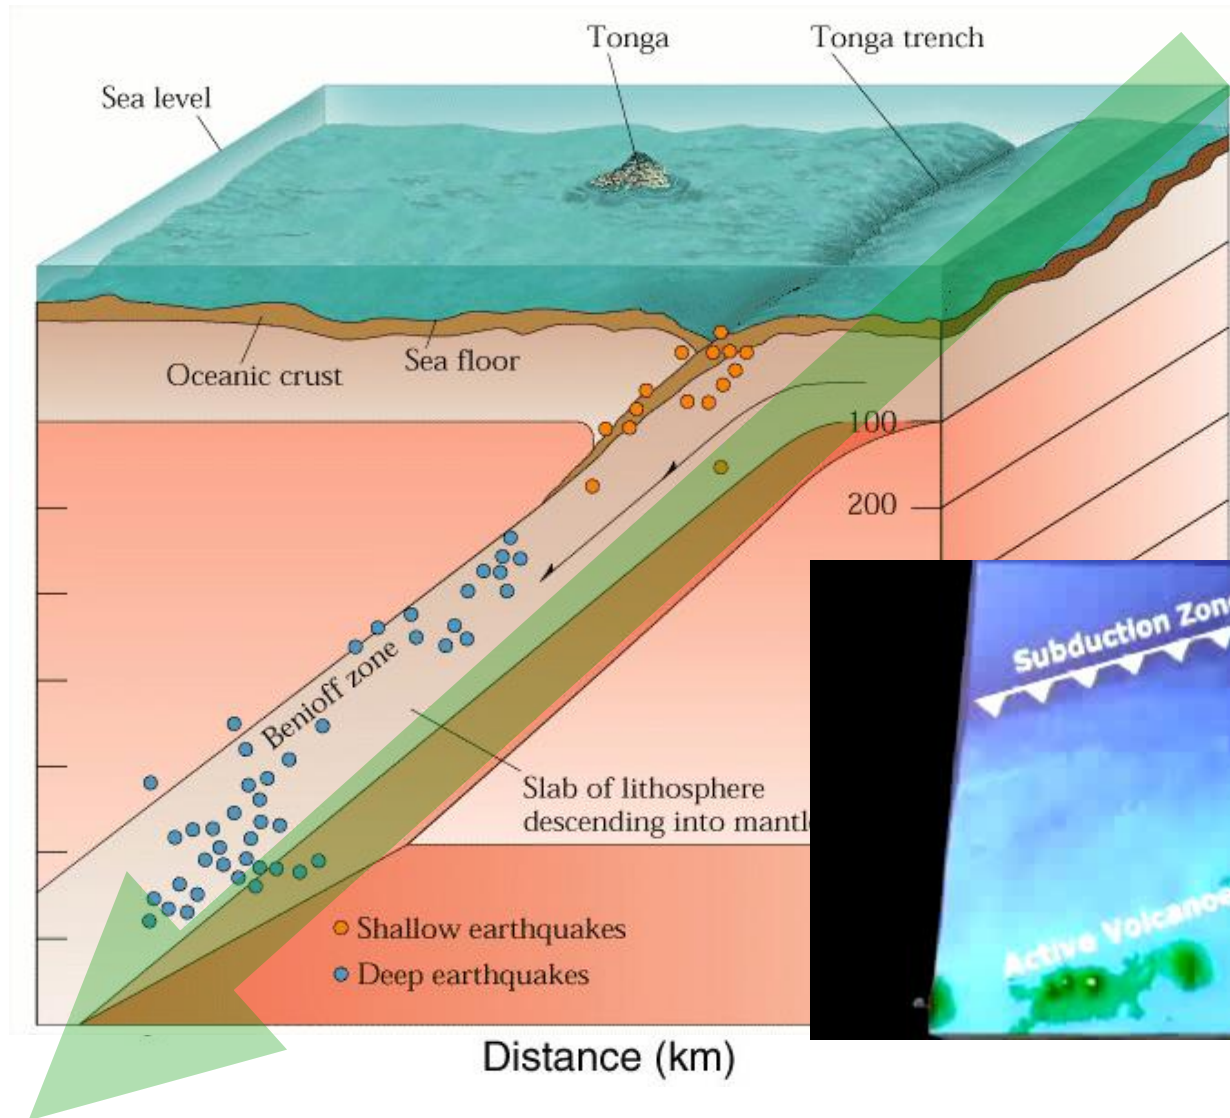 Tonga
Tonga trench
Sea level
Sea floor
Oceanic crust
100
200
Subduction Zon
Benioff zone
Slab of lithosphere
descending into mantl
Active Volcanoe
Shallow earthquakes
Deep earthquakes
Distance (km)